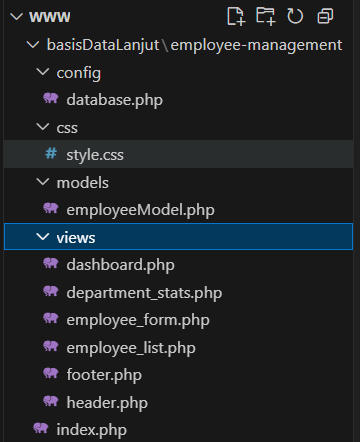 WWW
basisDataLanjut\employee-management
config
database.php
css
# style.css
models
employeeModel.php
views
dashboard.php
department_stats.php
employee_form.php
employee_list.php
footer.php
header.php
index.php